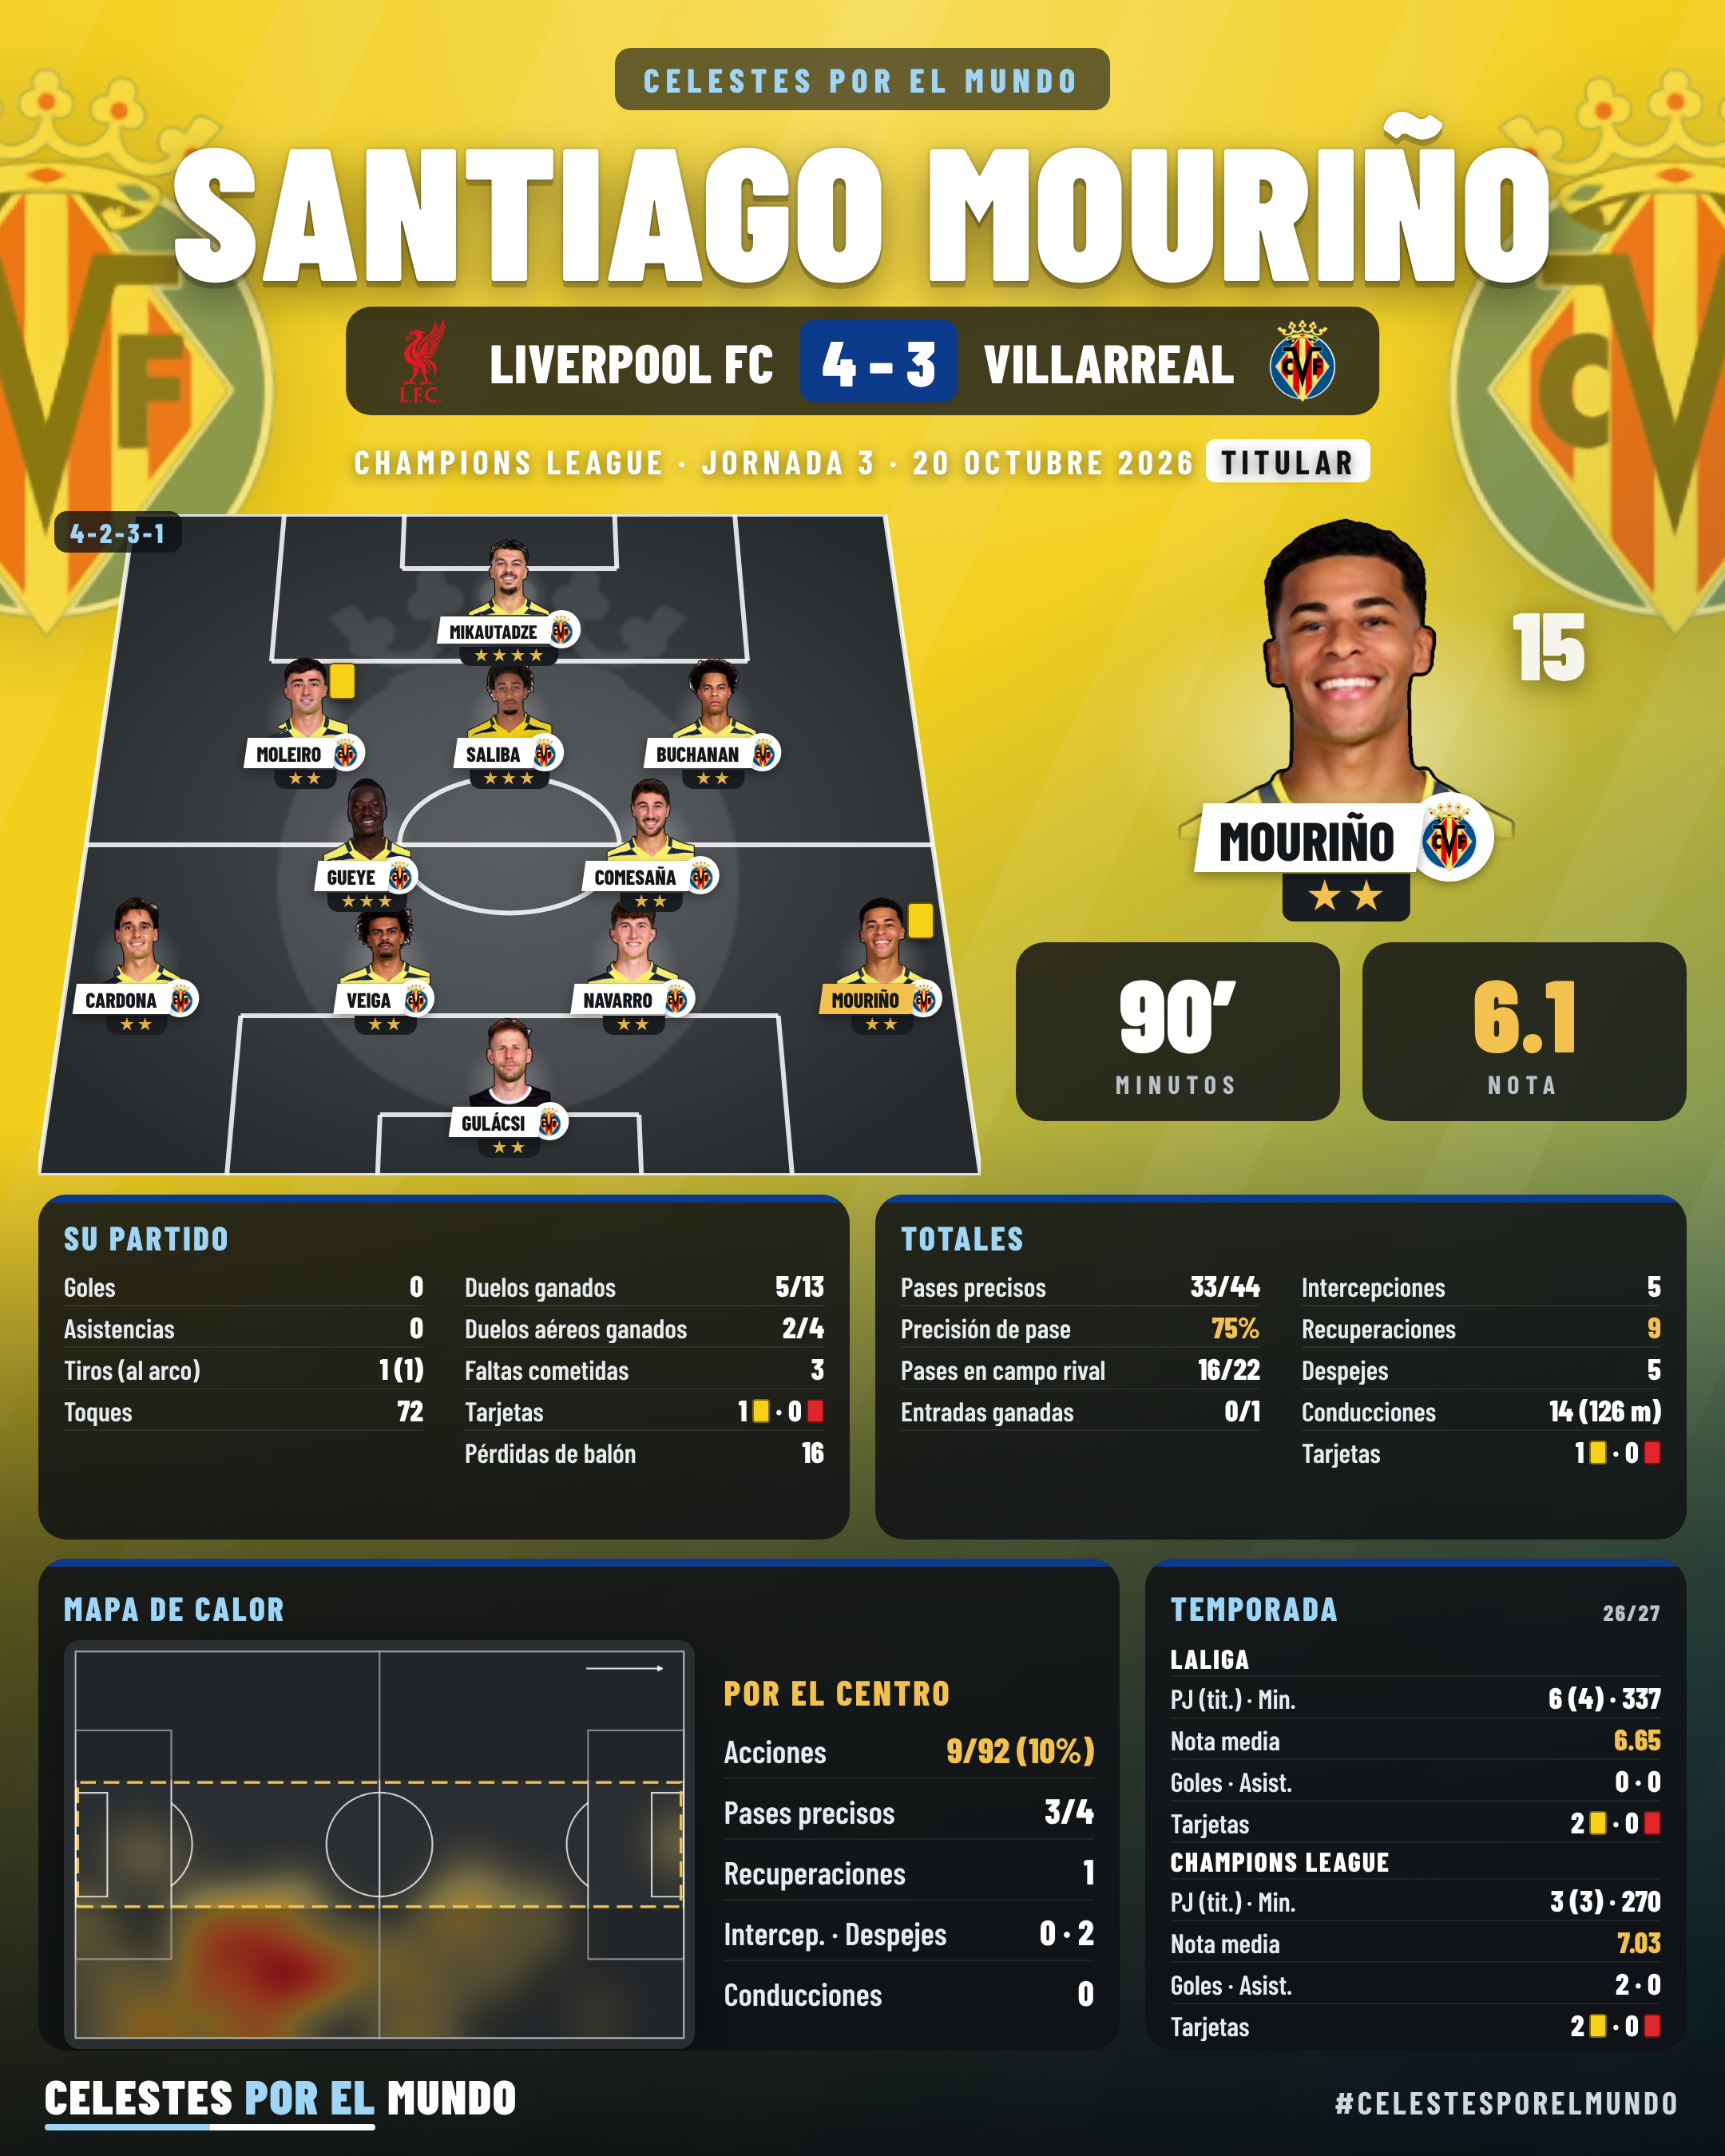 CELESTES POR EL MUNDO
SANTIAGO MOURIÑO
L.F.C. LIVERPOOL FC 4 - 3 VILLARREAL CVF
CHAMPIONS LEAGUE · JORNADA 3 · 20 OCTUBRE 2026 TITULAR
4-2-3-1
MIKAUTADZE
MOLEIRO SALIBA BUCHANAN
GUEYE COMESAÑA
CARDONA VEIGA NAVARRO MOURIÑO
GULÁCSI
15
MOURIÑO CVF
90’
MINUTOS
6.1
NOTA
SU PARTIDO
Goles 0
Asistencias 0
Tiros (al arco) 1 (1)
Toques 72
Duelos ganados 5/13
Duelos aéreos ganados 2/4
Faltas cometidas 3
Tarjetas 1 · 0
Pérdidas de balón 16
TOTALES
Pases precisos 33/44
Precisión de pase 75%
Pases en campo rival 16/22
Entradas ganadas 0/1
Intercepciones 5
Recuperaciones 9
Despejes 5
Conducciones 14 (126 m)
Tarjetas 1 · 0
MAPA DE CALOR
POR EL CENTRO
Acciones 9/92 (10%)
Pases precisos 3/4
Recuperaciones 1
Intercep. · Despejes 0 · 2
Conducciones 0
TEMPORADA 26/27
LALIGA
PJ (tit.) · Min. 6 (4) · 337
Nota media 6.65
Goles · Asist. 0 · 0
Tarjetas 2 · 0
CHAMPIONS LEAGUE
PJ (tit.) · Min. 3 (3) · 270
Nota media 7.03
Goles · Asist. 2 · 0
Tarjetas 2 · 0
CELESTES POR EL MUNDO
#CELESTESPORELMUNDO